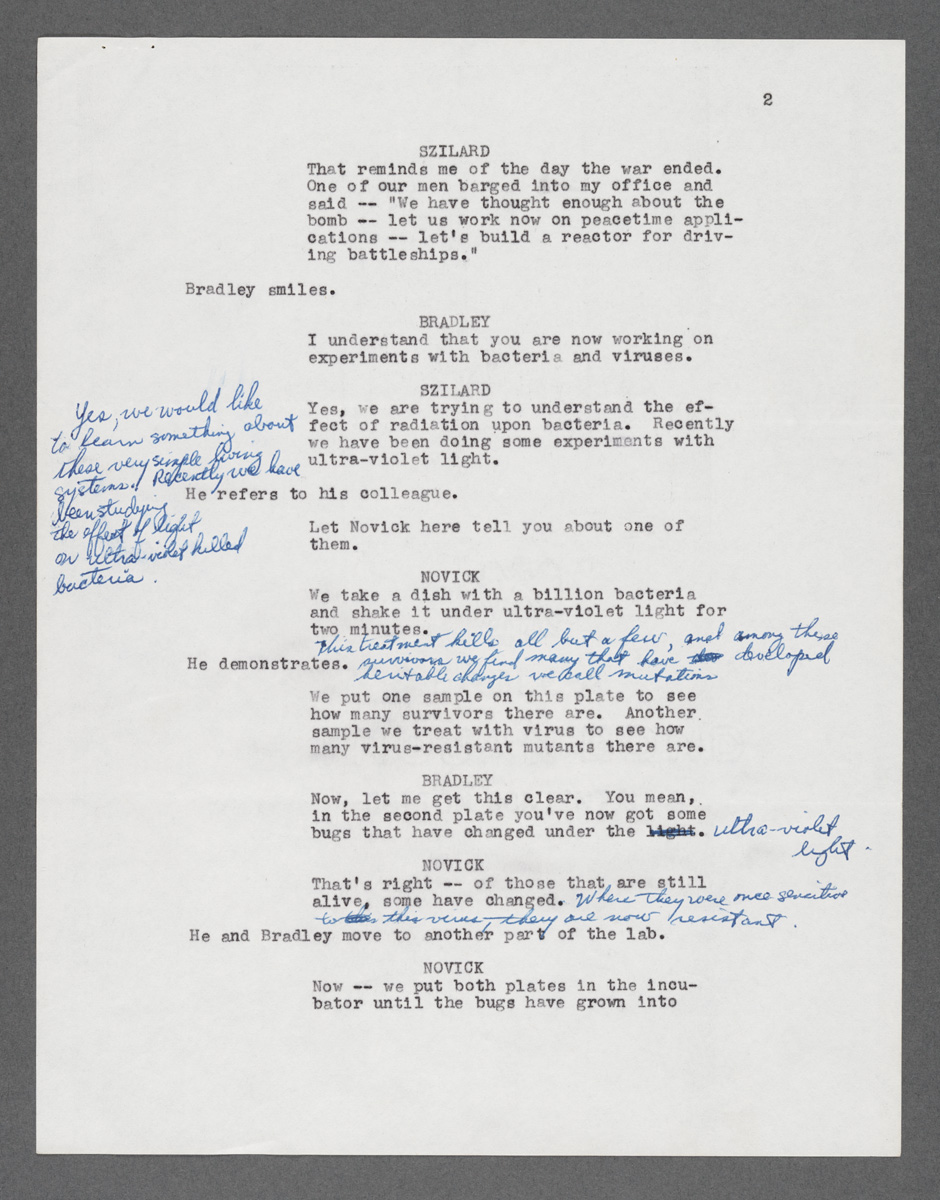 2
SZILARD
That reminds me of the day the war ended.
One of our men barged into my office and
said -- "We have thought enough about the
bomb -- let us work now on peacetime appli-
cations -- let's build a reactor for driv-
ing battleships."
Bradley smiles.
BRADLEY
I understand that you are now working on
experiments with bacteria and viruses.
SZILARD
Yes, we are trying to understand the ef-
fect of radiation upon bacteria. Recently
we have been doing some experiments with
ultra-violet light.
Yes, we would like
to learn something about
these very simple living
systems. Recently we have
been studying
the effect of light
on ultra-violet killed
bacteria.
He refers to his colleague.
Let Novick here tell you about one of
them.
NOVICK
We take a dish with a billion bacteria
and shake it under ultra-violet light for
two minutes.
This treatment kills all but a few, and among these
He demonstrates. survivors we find many that have developed
heritable changes we call mutations
We put one sample on this plate to see
how many survivors there are. Another
sample we treat with virus to see how
many virus-resistant mutants there are.
BRADLEY
Now, let me get this clear. You mean,
in the second plate you've now got some
bugs that have changed under the light. ultra-violet
light.
NOVICK
That's right -- of those that are still
alive, some have changed. Where they were once sensitive
to this virus, they are now resistant.
He and Bradley move to another part of the lab.
NOVICK
Now -- we put both plates in the incu-
bator until the bugs have grown into